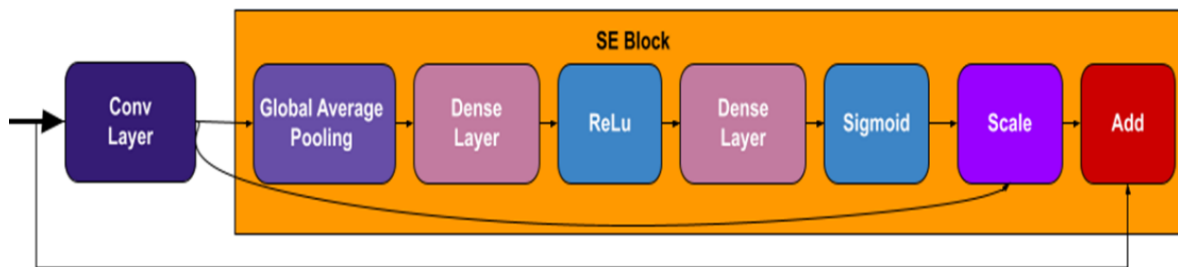 SE Block
Conv
Layer
Global Average
Pooling
Dense
Layer
ReLu
Dense
Layer
Sigmoid
Scale
Add